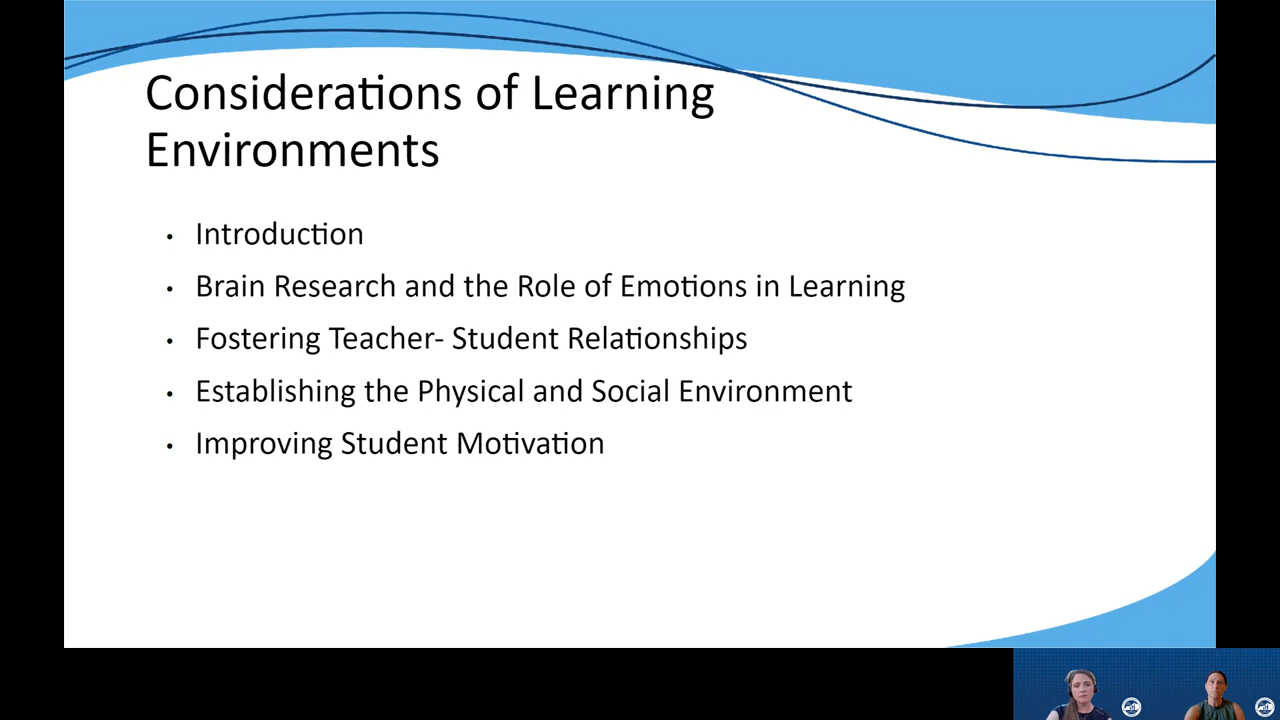 Considerations of Learning
Environments
• Introduction
• Brain Research and the Role of Emotions in Learning
• Fostering Teacher- Student Relationships
• Establishing the Physical and Social Environment
• Improving Student Motivation